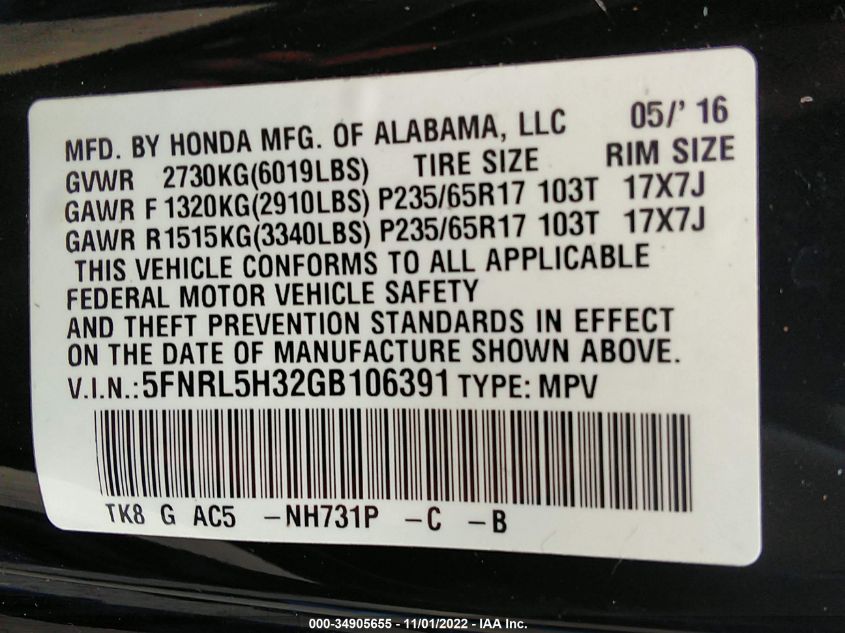 MFD. BY HONDA MFG. OF ALABAMA, LLC 05/' 16
GVWR 2730KG(6019LBS) TIRE SIZE RIM SIZE
GAWR F 1320KG(2910LBS) P235/65R17 103T 17X7J
GAWR R1515KG(3340LBS) P235/65R17 103T 17X7J
THIS VEHICLE CONFORMS TO ALL APPLICABLE
FEDERAL MOTOR VEHICLE SAFETY
AND THEFT PREVENTION STANDARDS IN EFFECT
ON THE DATE OF MANUFACTURE SHOWN ABOVE.
V.I.N.:5FNRL5H32GB106391 TYPE: MPV
TK8 G AC5 -NH731P -C -B
000-34905655 - 11/01/2022 - IAA Inc.